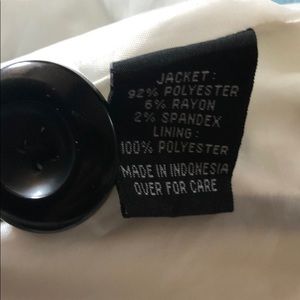 JACKET:
92% POLYESTER
6% RAYON
2% SPANDEX
LINING:
100% POLYESTER
MADE IN INDONESIA
OVER FOR CARE